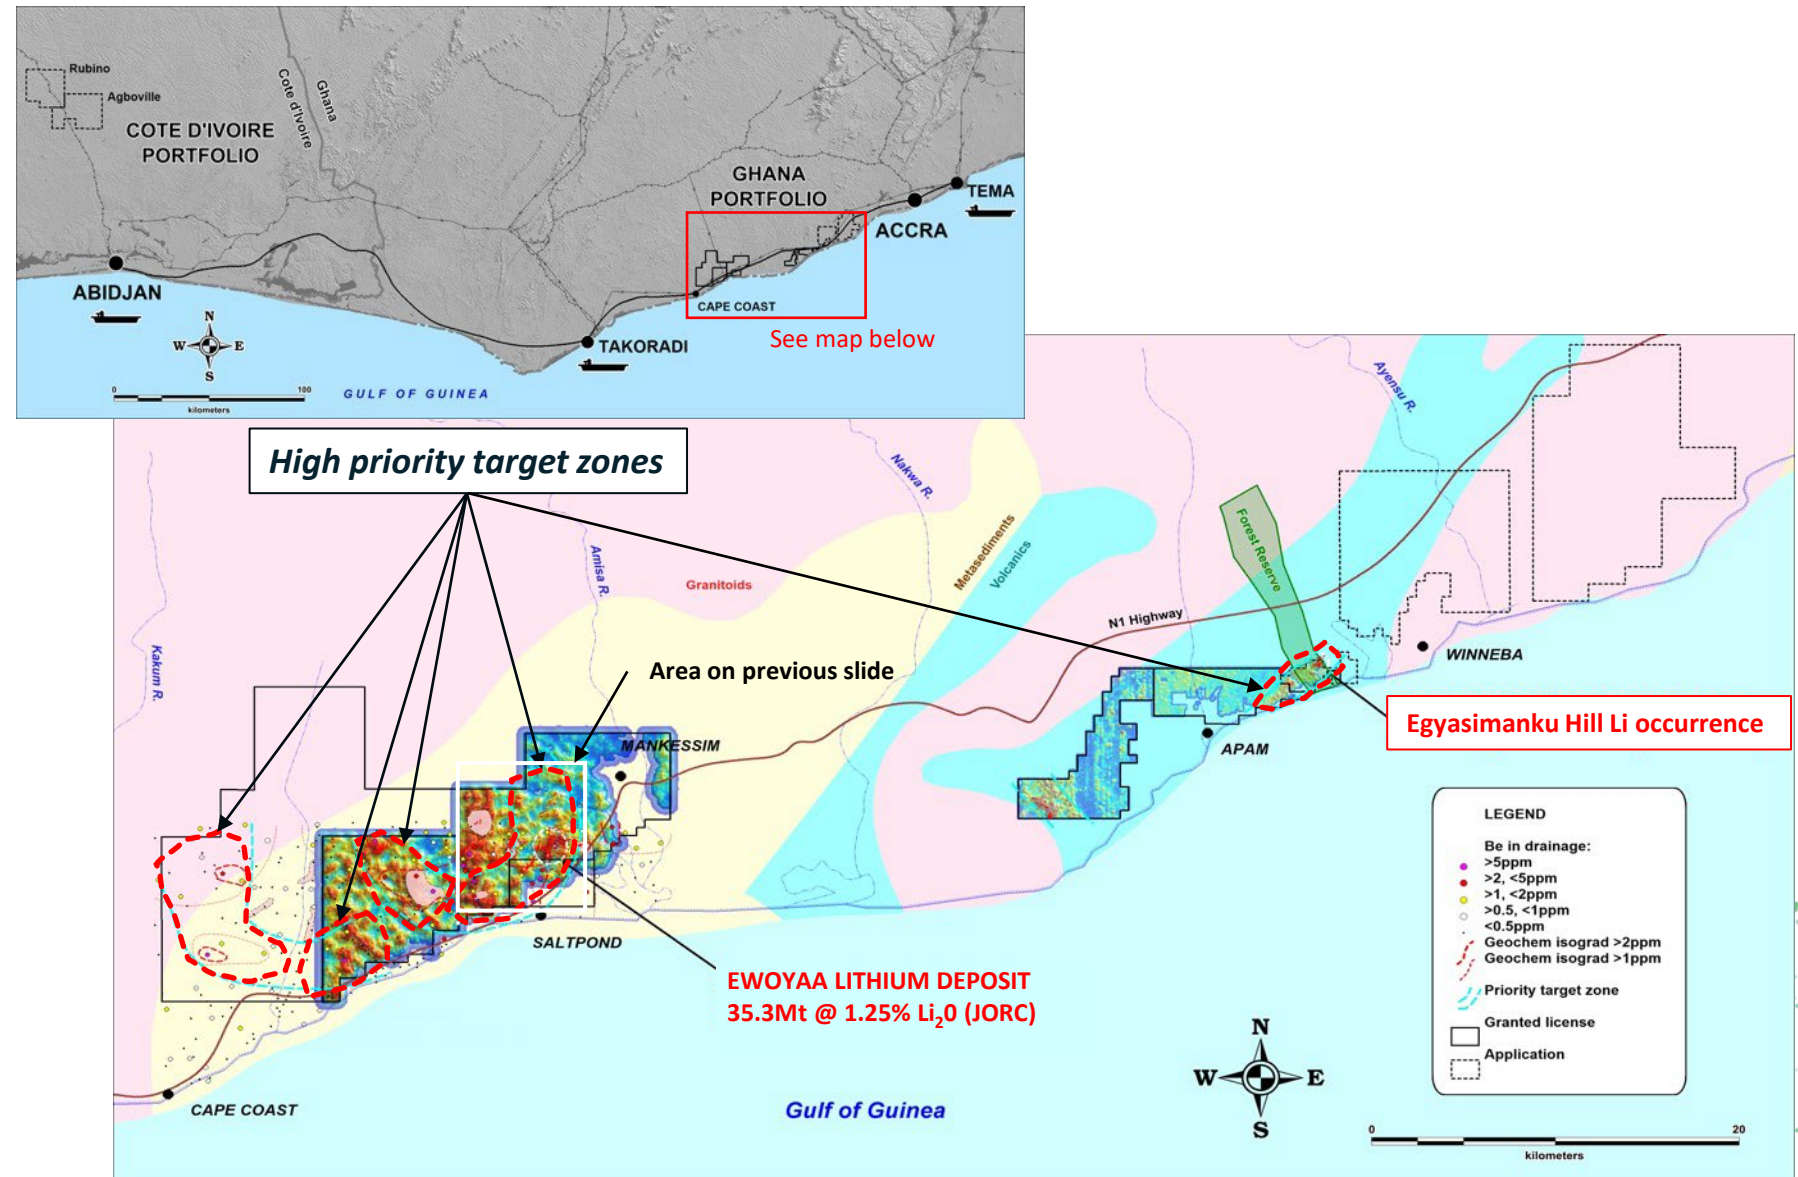 Rubino
Agboville
COTE D'IVOIRE
PORTFOLIO
Cote d'Ivoire
Ghana
GHANA
PORTFOLIO
TEMA
ACCRA
CAPE COAST
ABIDJAN
TAKORADI
See map below
N
W E
S
0 100
kilometers
GULF OF GUINEA
High priority target zones
Kakum R.
Amisa R.
Nakwa R.
Ayensu R.
Granitoids
Metasediments
Volcanics
Forest Reserve
N1 Highway
WINNEBA
Area on previous slide
MANKESSIM
APAM
Egyasimanku Hill Li occurrence
SALTPOND
EWOYAA LITHIUM DEPOSIT
35.3Mt @ 1.25% Li₂0 (JORC)
CAPE COAST
Gulf of Guinea
LEGEND
Be in drainage:
>5ppm
>2, <5ppm
>1, <2ppm
>0.5, <1ppm
<0.5ppm
Geochem isograd >2ppm
Geochem isograd >1ppm
Priority target zone
Granted license
Application
N
W E
S
0 20
kilometers